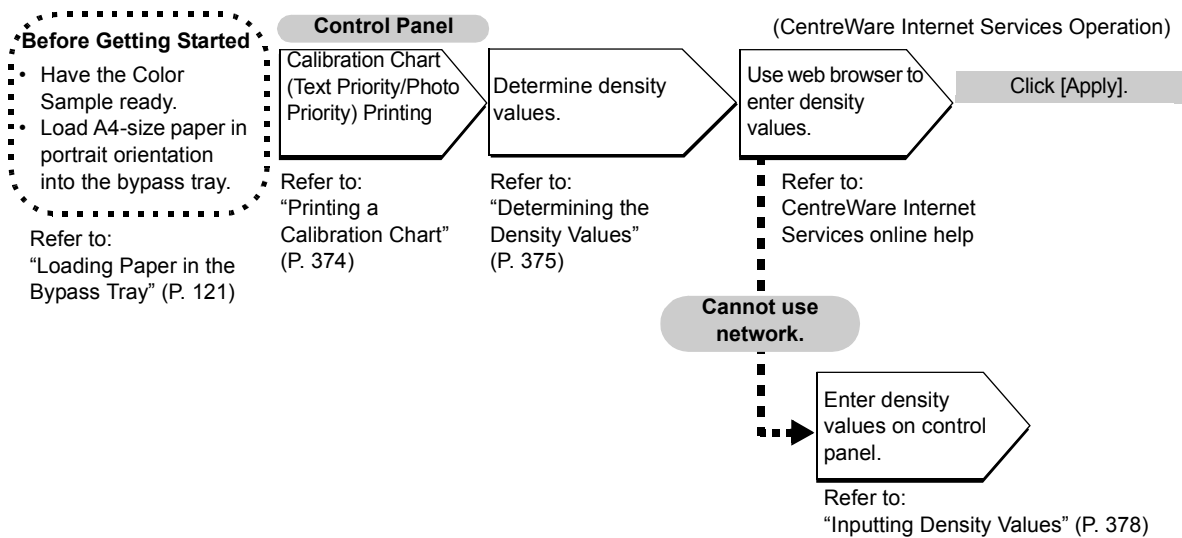 Before Getting Started
• Have the Color
Sample ready.
• Load A4-size paper in
portrait orientation
into the bypass tray.
Refer to:
“Loading Paper in the
Bypass Tray” (P. 121)
Control Panel
Calibration Chart
(Text Priority/Photo
Priority) Printing
Refer to:
“Printing a
Calibration Chart”
(P. 374)
Determine density
values.
Refer to:
“Determining the
Density Values”
(P. 375)
(CentreWare Internet Services Operation)
Use web browser to
enter density
values.
Refer to:
CentreWare Internet
Services online help
Click [Apply].
Cannot use
network.
Enter density
values on control
panel.
Refer to:
“Inputting Density Values” (P. 378)